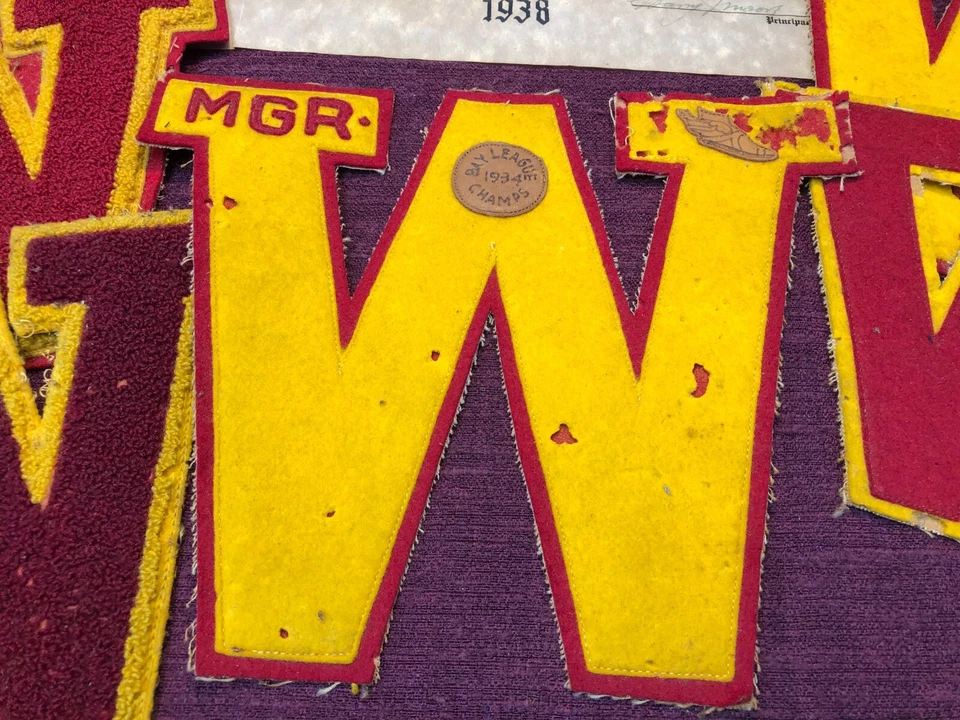 1938
Principal
MGR.
W
BAY LEAGUE
1934
CHAMPS